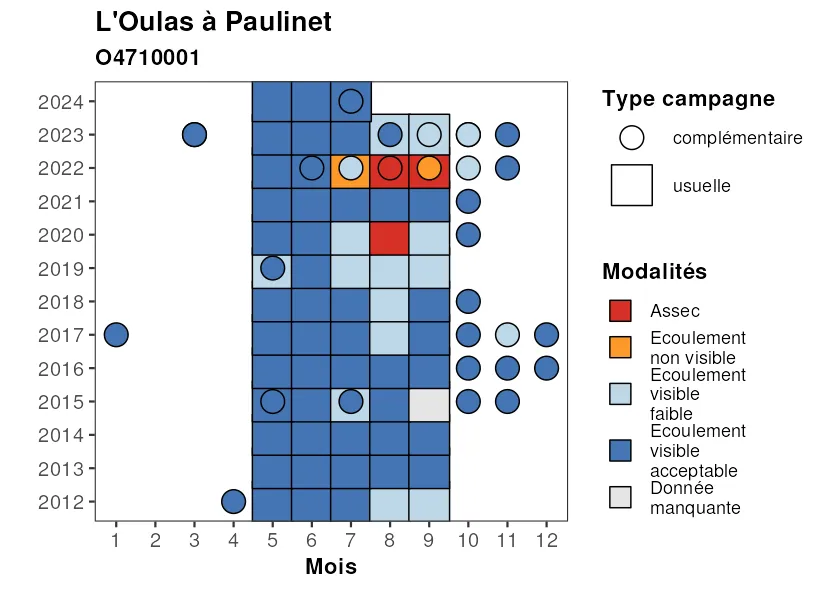 L'Oulas à Paulinet
O4710001
2024
2023
2022
2021
2020
2019
2018
2017
2016
2015
2014
2013
2012
1 2 3 4 5 6 7 8 9 10 11 12
Mois
Type campagne
complémentaire
usuelle
Modalités
Assec
Ecoulement
non visible
Ecoulement
visible
faible
Ecoulement
visible
acceptable
Donnée
manquante